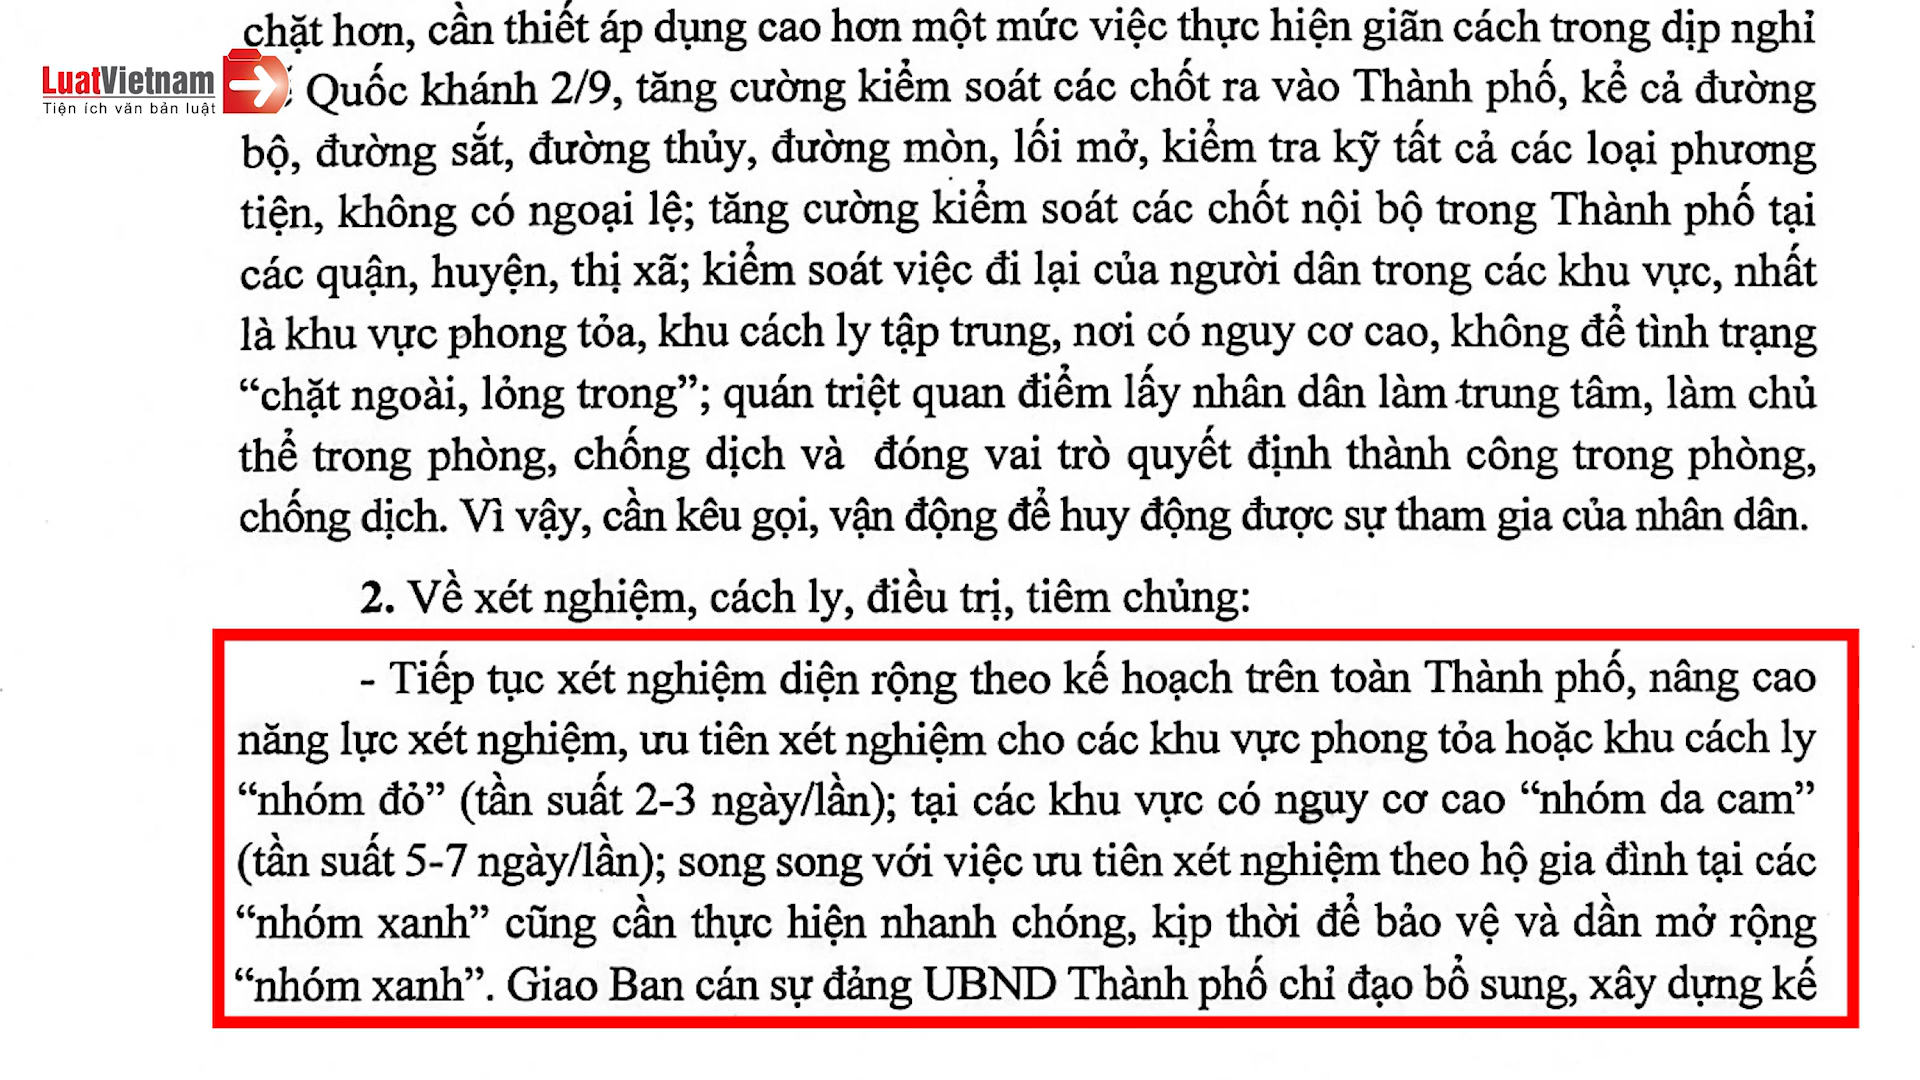 chặt hơn, cần thiết áp dụng cao hơn một mức việc thực hiện giãn cách trong dịp nghỉ
LuatVietnam
Tiện ích văn bản luật
Quốc khánh 2/9, tăng cường kiểm soát các chốt ra vào Thành phố, kể cả đường
bộ, đường sắt, đường thủy, đường mòn, lối mở, kiểm tra kỹ tất cả các loại phương
tiện, không có ngoại lệ; tăng cường kiểm soát các chốt nội bộ trong Thành phố tại
các quận, huyện, thị xã; kiểm soát việc đi lại của người dân trong các khu vực, nhất
là khu vực phong tỏa, khu cách ly tập trung, nơi có nguy cơ cao, không để tình trạng
“chặt ngoài, lỏng trong”; quán triệt quan điểm lấy nhân dân làm trung tâm, làm chủ
thể trong phòng, chống dịch và đóng vai trò quyết định thành công trong phòng,
chống dịch. Vì vậy, cần kêu gọi, vận động để huy động được sự tham gia của nhân dân.
2. Về xét nghiệm, cách ly, điều trị, tiêm chủng:
- Tiếp tục xét nghiệm diện rộng theo kế hoạch trên toàn Thành phố, nâng cao
năng lực xét nghiệm, ưu tiên xét nghiệm cho các khu vực phong tỏa hoặc khu cách ly
“nhóm đỏ” (tần suất 2-3 ngày/lần); tại các khu vực có nguy cơ cao “nhóm da cam”
(tần suất 5-7 ngày/lần); song song với việc ưu tiên xét nghiệm theo hộ gia đình tại các
“nhóm xanh” cũng cần thực hiện nhanh chóng, kịp thời để bảo vệ và dần mở rộng
“nhóm xanh”. Giao Ban cán sự đảng UBND Thành phố chỉ đạo bổ sung, xây dựng kế